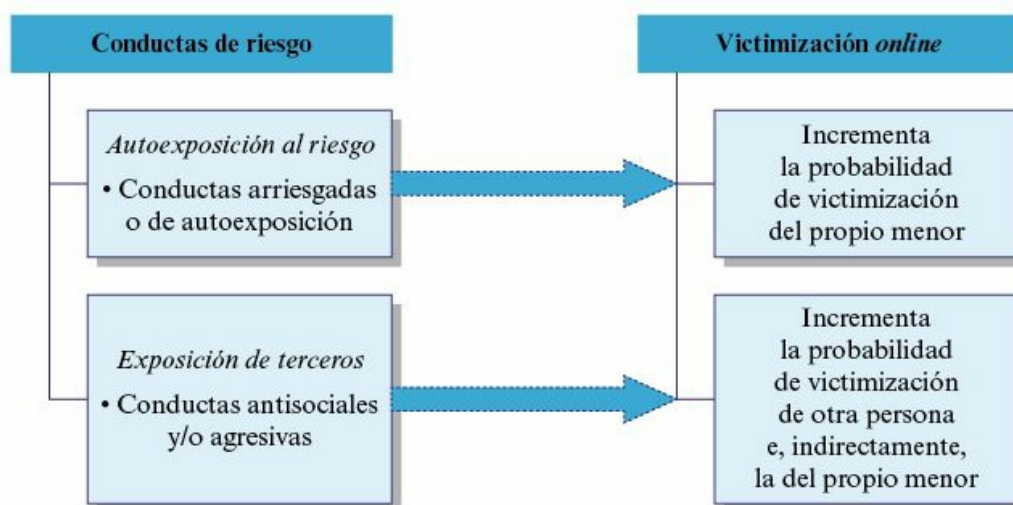 Conductas de riesgo
Autoexposición al riesgo
• Conductas arriesgadas
o de autoexposición
Exposición de terceros
• Conductas antisociales
y/o agresivas
Victimización online
Incrementa
la probabilidad
de victimización
del propio menor
Incrementa
la probabilidad
de victimización
de otra persona
e, indirectamente,
la del propio menor